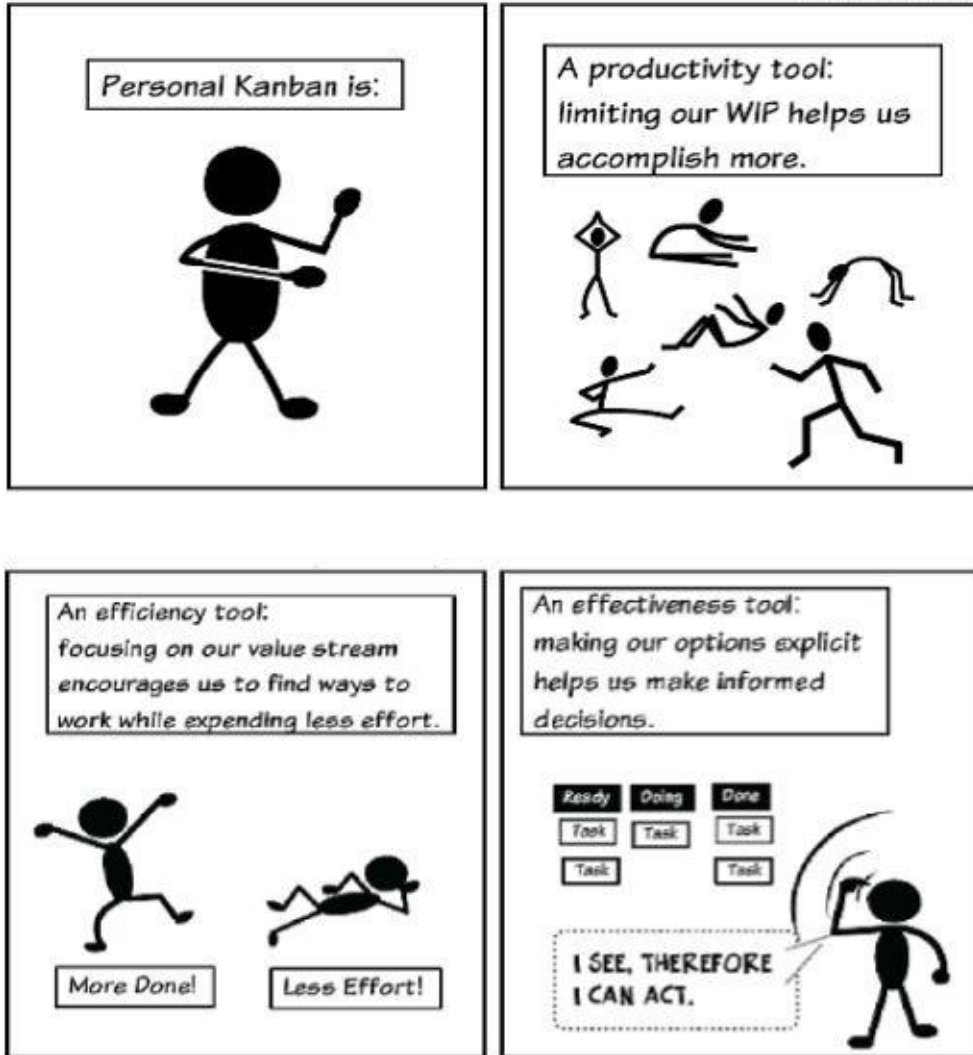 Personal Kanban is:
A productivity tool:
limiting our WIP helps us
accomplish more.
An efficiency tool:
focusing on our value stream
encourages us to find ways to
work while expending less effort.
More Done!
Less Effort!
An effectiveness tool:
making our options explicit
helps us make informed
decisions.
Ready Doing Done
Task Task Task
Task Task
I SEE, THEREFORE
I CAN ACT.